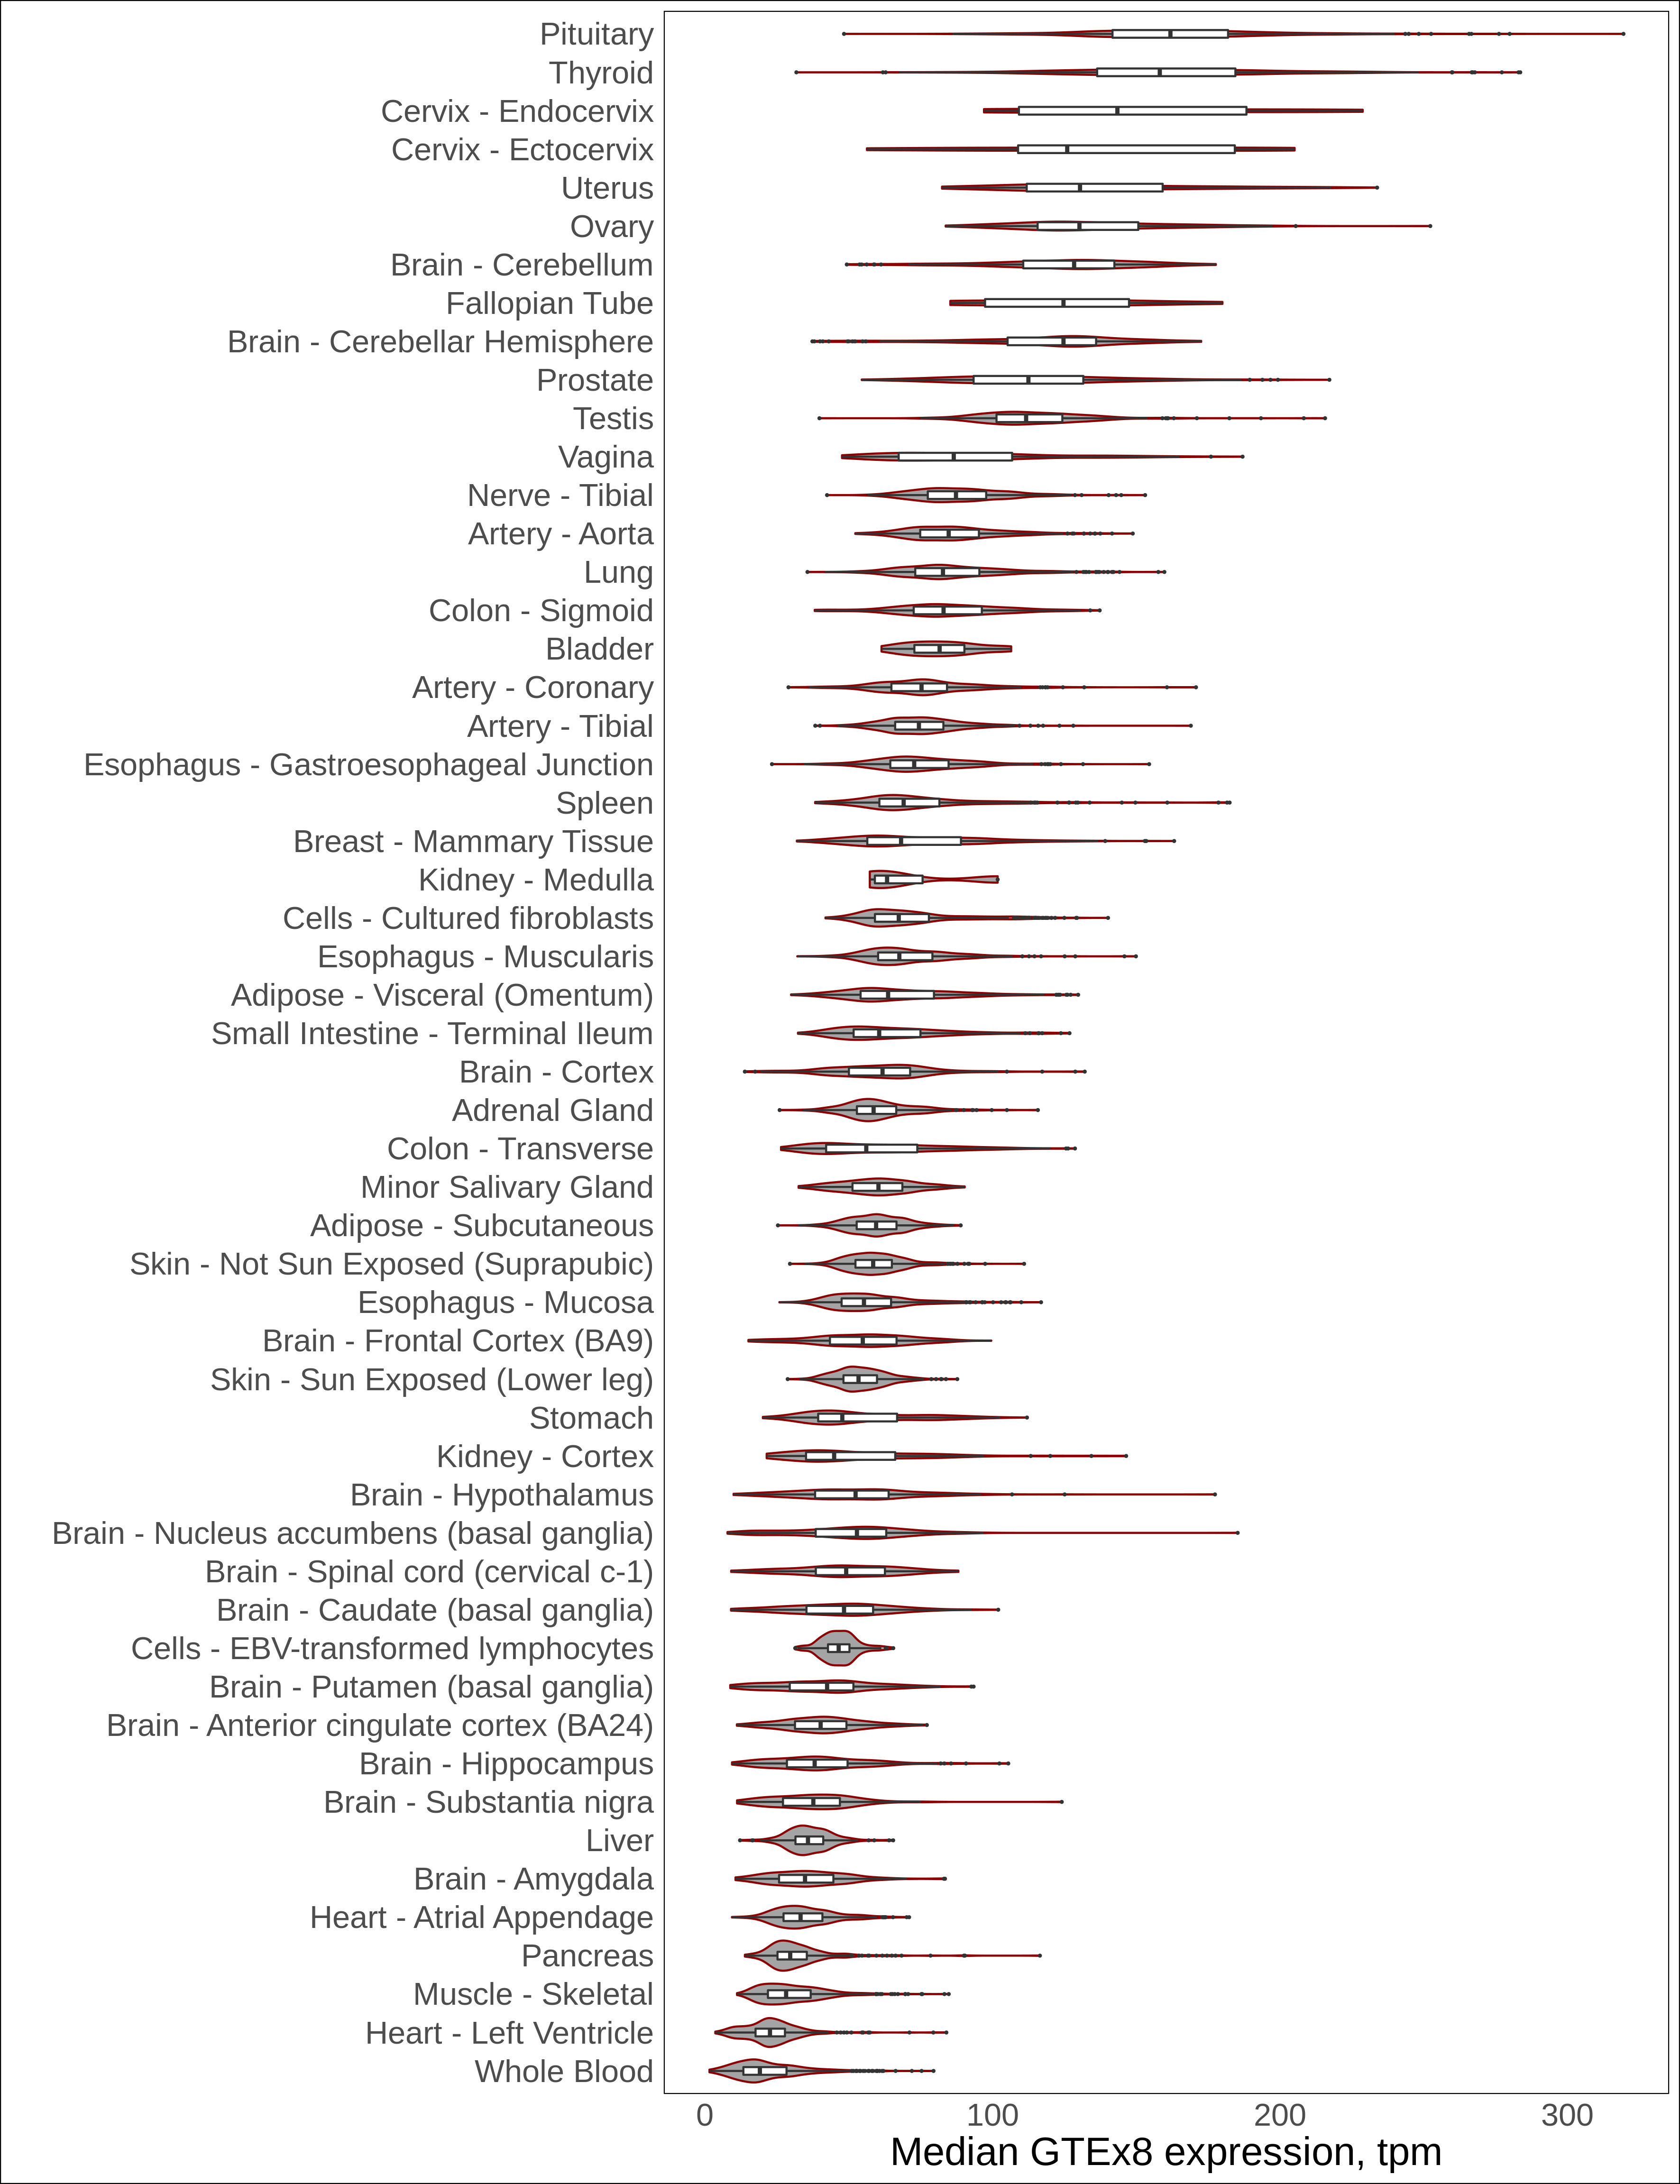 Pituitary
Thyroid
Cervix - Endocervix
Cervix - Ectocervix
Uterus
Ovary
Brain - Cerebellum
Fallopian Tube
Brain - Cerebellar Hemisphere
Prostate
Testis
Vagina
Nerve - Tibial
Artery - Aorta
Lung
Colon - Sigmoid
Bladder
Artery - Coronary
Artery - Tibial
Esophagus - Gastroesophageal Junction
Spleen
Breast - Mammary Tissue
Kidney - Medulla
Cells - Cultured fibroblasts
Esophagus - Muscularis
Adipose - Visceral (Omentum)
Small Intestine - Terminal Ileum
Brain - Cortex
Adrenal Gland
Colon - Transverse
Minor Salivary Gland
Adipose - Subcutaneous
Skin - Not Sun Exposed (Suprapubic)
Esophagus - Mucosa
Brain - Frontal Cortex (BA9)
Skin - Sun Exposed (Lower leg)
Stomach
Kidney - Cortex
Brain - Hypothalamus
Brain - Nucleus accumbens (basal ganglia)
Brain - Spinal cord (cervical c-1)
Brain - Caudate (basal ganglia)
Cells - EBV-transformed lymphocytes
Brain - Putamen (basal ganglia)
Brain - Anterior cingulate cortex (BA24)
Brain - Hippocampus
Brain - Substantia nigra
Liver
Brain - Amygdala
Heart - Atrial Appendage
Pancreas
Muscle - Skeletal
Heart - Left Ventricle
Whole Blood
0 100 200 300
Median GTEx8 expression, tpm